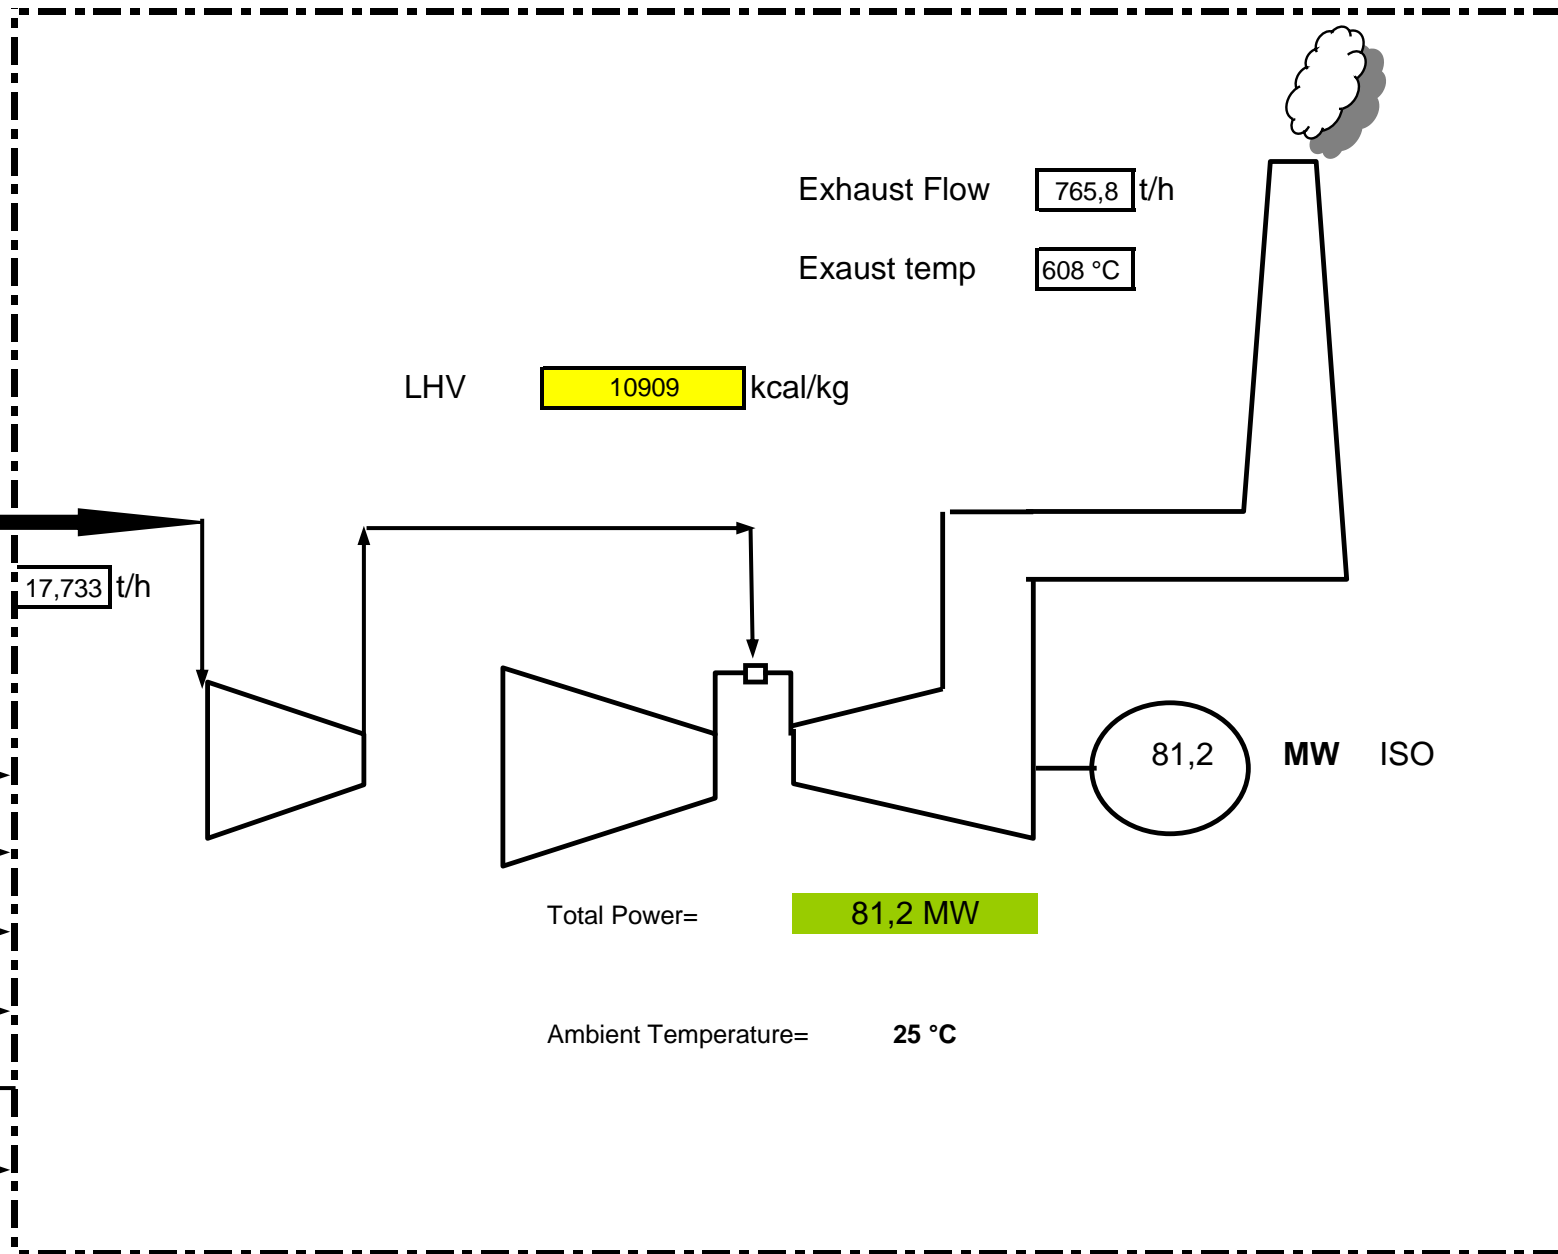 Exhaust Flow 765,8 t/h
Exaust temp 608 °C
LHV 10909 kcal/kg
17,733 t/h
81,2 MW ISO
Total Power= 81,2 MW
Ambient Temperature= 25 °C